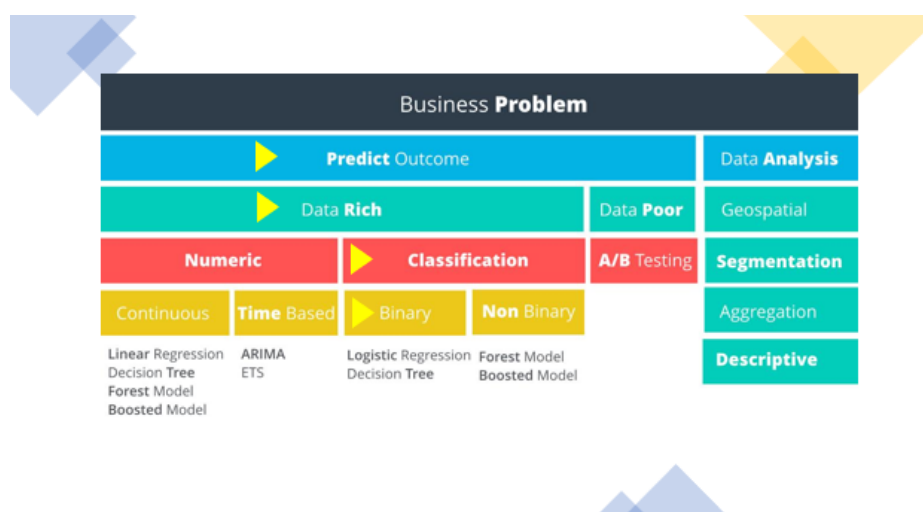 Business Problem
Predict Outcome
Data Analysis
Data Rich
Data Poor
Geospatial
Numeric
Classification
A/B Testing
Segmentation
Continuous
Time Based
Binary
Non Binary
Aggregation
Linear Regression
Decision Tree
Forest Model
Boosted Model
ARIMA
ETS
Logistic Regression
Decision Tree
Forest Model
Boosted Model
Descriptive